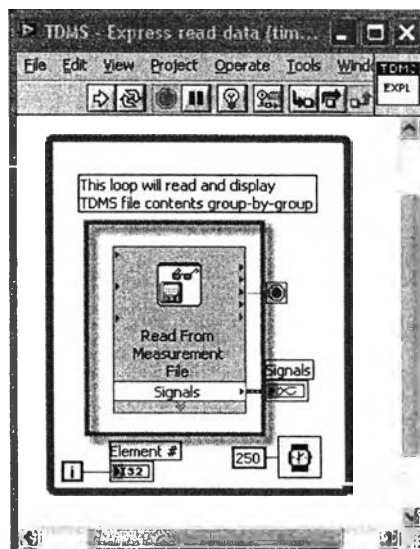 TDMS - Express read data (tim...
File Edit View Project Operate Tools Wind
TDMS
EXPL
This loop will read and display
TDMS file contents group-by-group
Read From
Measurement
File
Signals
Signals
Element #
i
I32
250